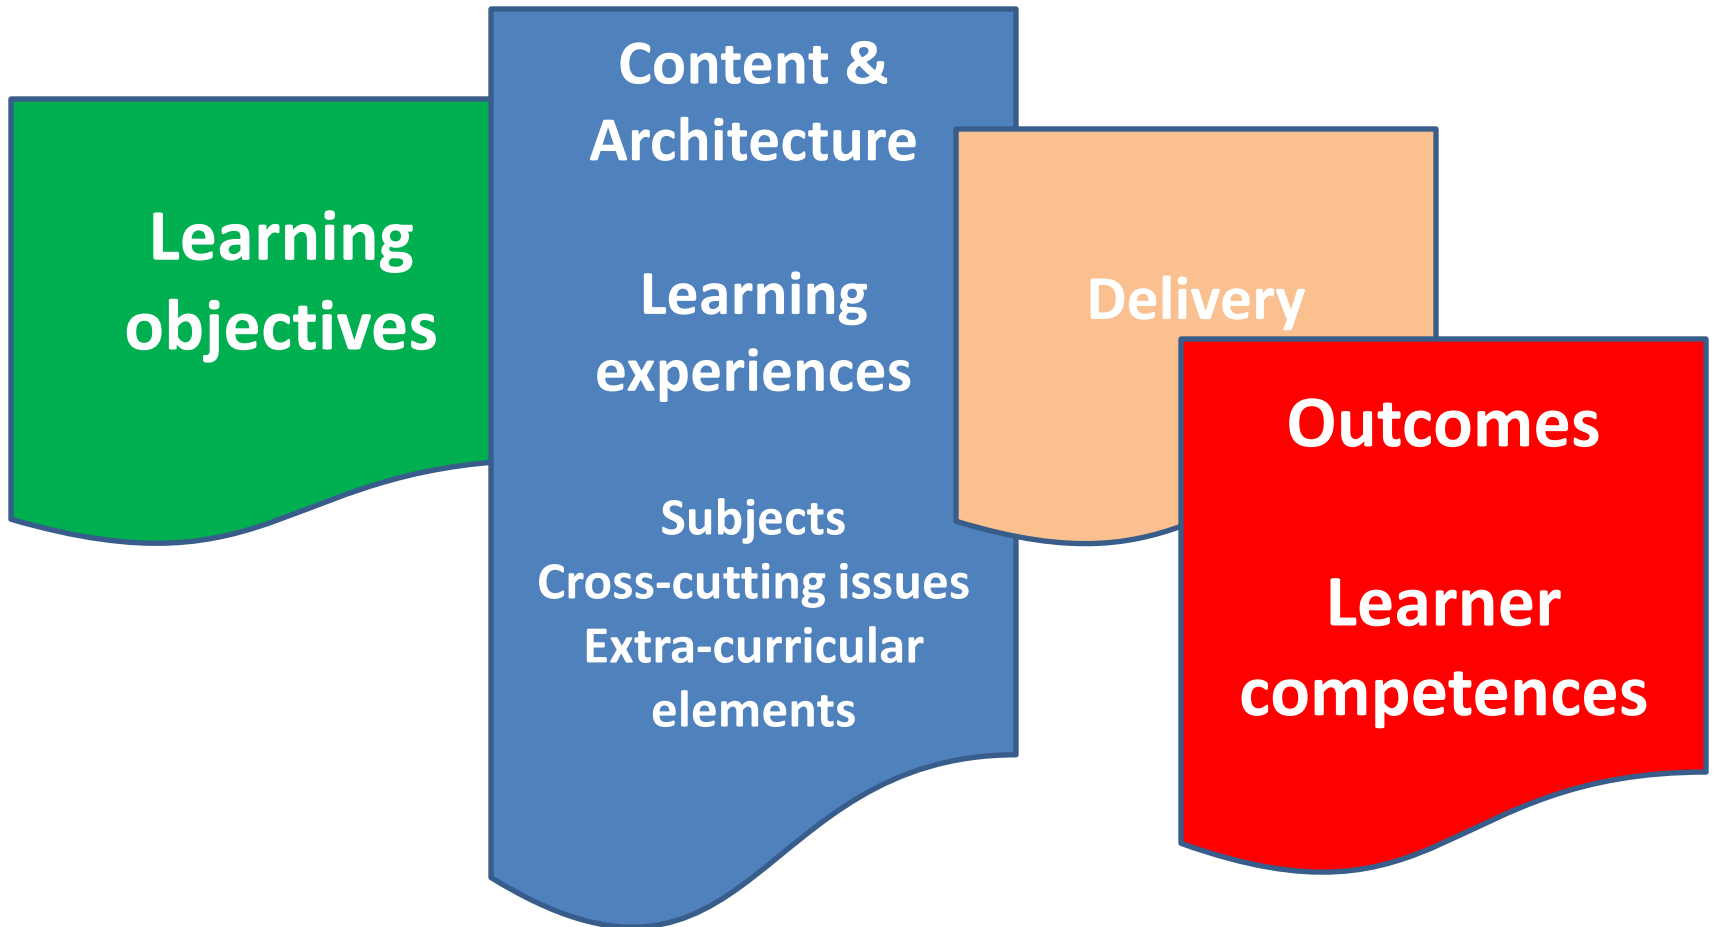 Learning
objectives
Content &
Architecture
Learning
experiences
Subjects
Cross-cutting issues
Extra-curricular
elements
Delivery
Outcomes
Learner
competences